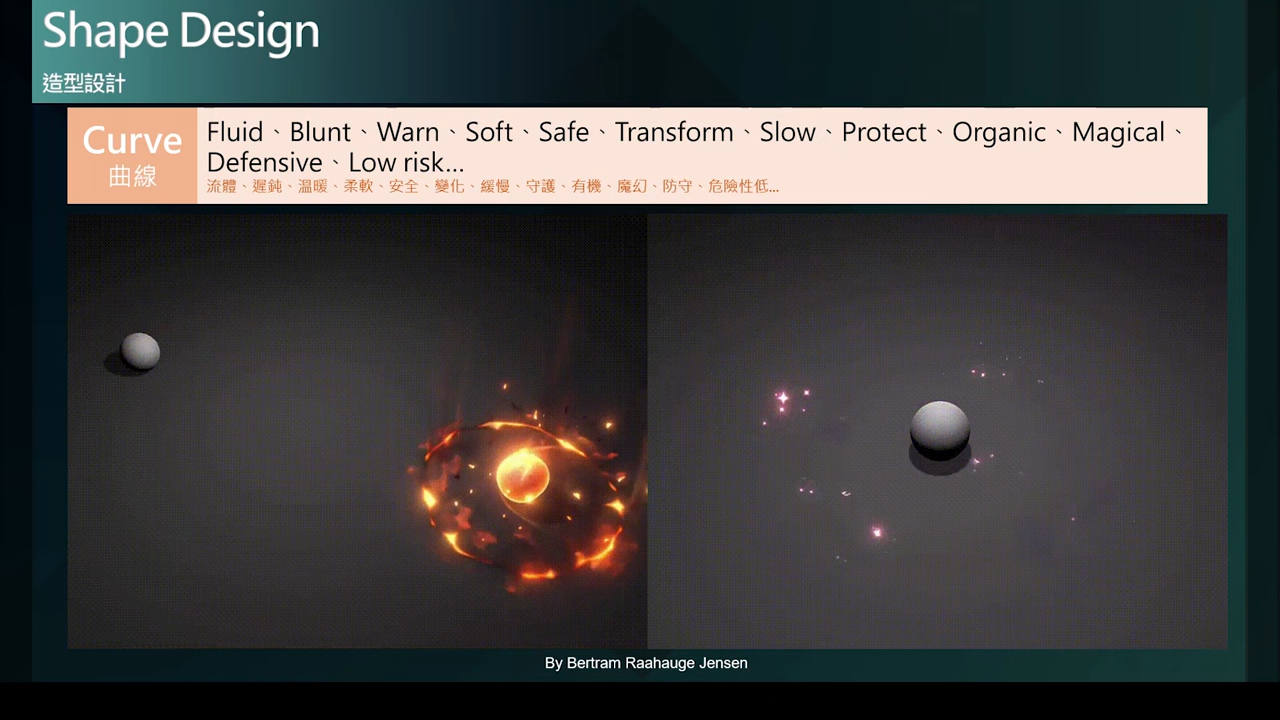 Shape Design
造型設計
Curve
曲線
Fluid、Blunt、Warn、Soft、Safe、Transform、Slow、Protect、Organic、Magical、
Defensive、Low risk...
流體、遲鈍、溫暖、柔軟、安全、變化、緩慢、守護、有機、魔幻、防守、危險性低...
By Bertram Raahauge Jensen